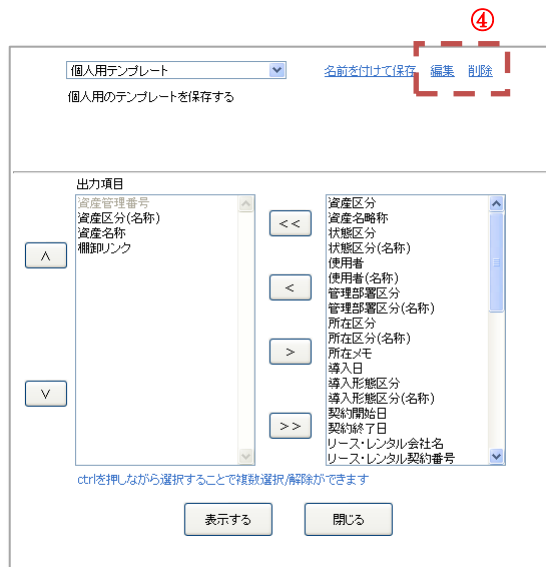 ④
個人用テンプレート
名前を付けて保存 編集 削除
個人用のテンプレートを保存する
出力項目
資産管理番号
資産区分(名称)
資産名称
棚卸リンク
∧
∨
<<
<
>
>>
資産区分
資産名略称
状態区分
状態区分(名称)
使用者
使用者(名称)
管理部署区分
管理部署区分(名称)
所在区分
所在区分(名称)
所在メモ
導入日
導入形態区分
導入形態区分(名称)
契約開始日
契約終了日
リース・レンタル会社名
リース・レンタル契約番号
ctrlを押しながら選択することで複数選択/解除ができます
表示する
閉じる